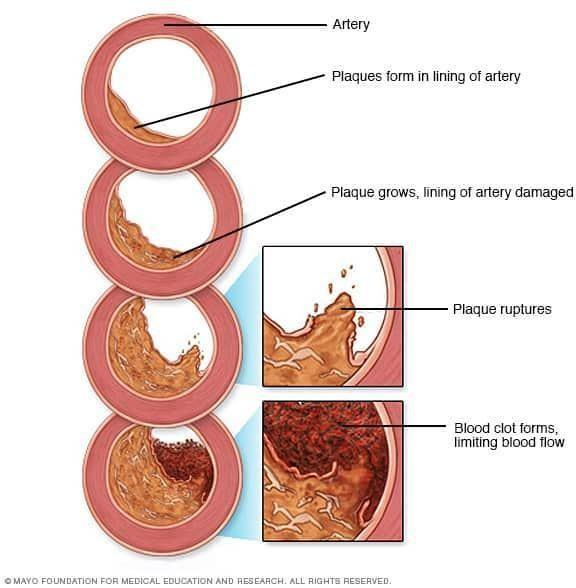 Artery
Plaques form in lining of artery
Plaque grows, lining of artery damaged
Plaque ruptures
Blood clot forms,
limiting blood flow
© MAYO FOUNDATION FOR MEDICAL EDUCATION AND RESEARCH. ALL RIGHTS RESERVED.